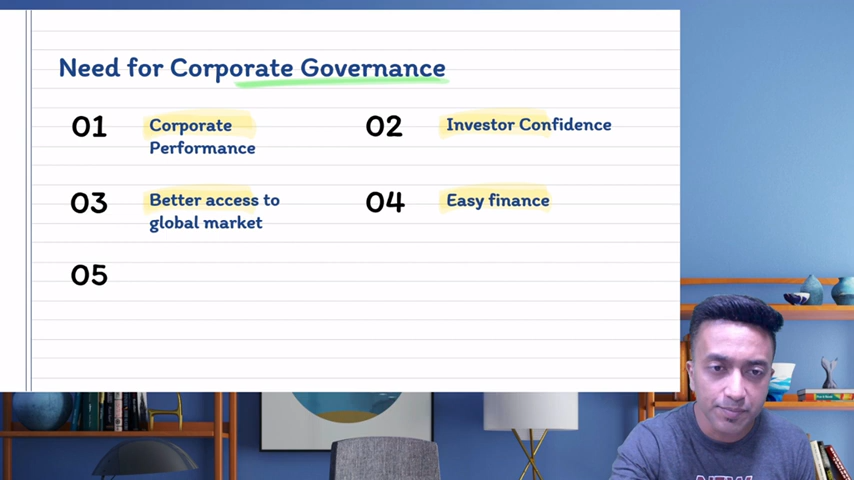 Need for Corporate Governance
01
Corporate
Performance
02
Investor Confidence
03
Better access to
global market
04
Easy finance
05
NEW